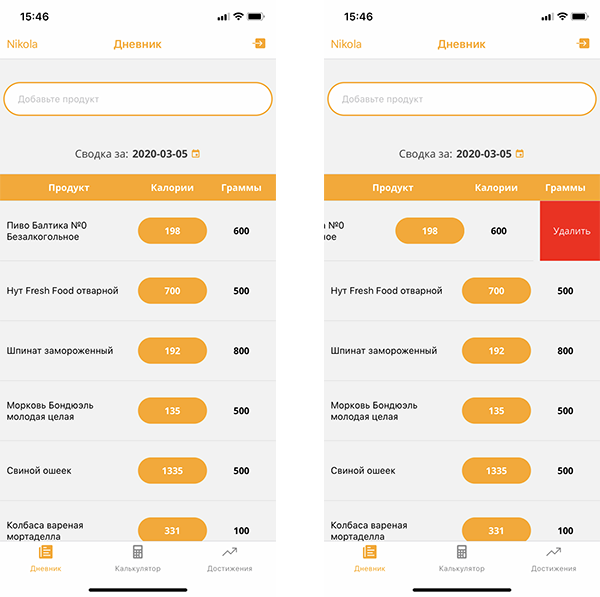 15:46
Nikola Дневник
Добавьте продукт
Сводка за: 2020-03-05
Продукт Калории Граммы
Пиво Балтика №0
Безалкогольное
198 600
Нут Fresh Food отварной 700 500
Шпинат замороженный 192 800
Морковь Бондюэль
молодая целая
135 500
Свиной ошеек 1335 500
Колбаса вареная
мортаделла
331 100
Дневник Калькулятор Достижения
15:46
Nikola Дневник
Добавьте продукт
Сводка за: 2020-03-05
Продукт Калории Граммы
а №0
ное
198 600 Удалить
Нут Fresh Food отварной 700 500
Шпинат замороженный 192 800
Морковь Бондюэль
молодая целая
135 500
Свиной ошеек 1335 500
Колбаса вареная
мортаделла
331 100
Дневник Калькулятор Достижения